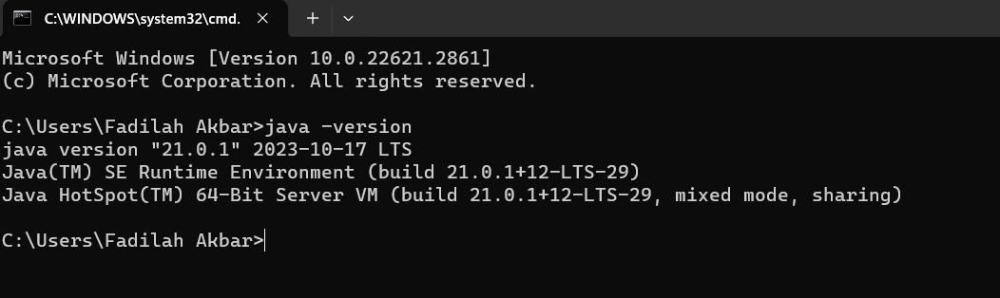 C:\WINDOWS\system32\cmd.
Microsoft Windows [Version 10.0.22621.2861]
(c) Microsoft Corporation. All rights reserved.
C:\Users\Fadilah Akbar>java -version
java version "21.0.1" 2023-10-17 LTS
Java(TM) SE Runtime Environment (build 21.0.1+12-LTS-29)
Java HotSpot(TM) 64-Bit Server VM (build 21.0.1+12-LTS-29, mixed mode, sharing)
C:\Users\Fadilah Akbar>